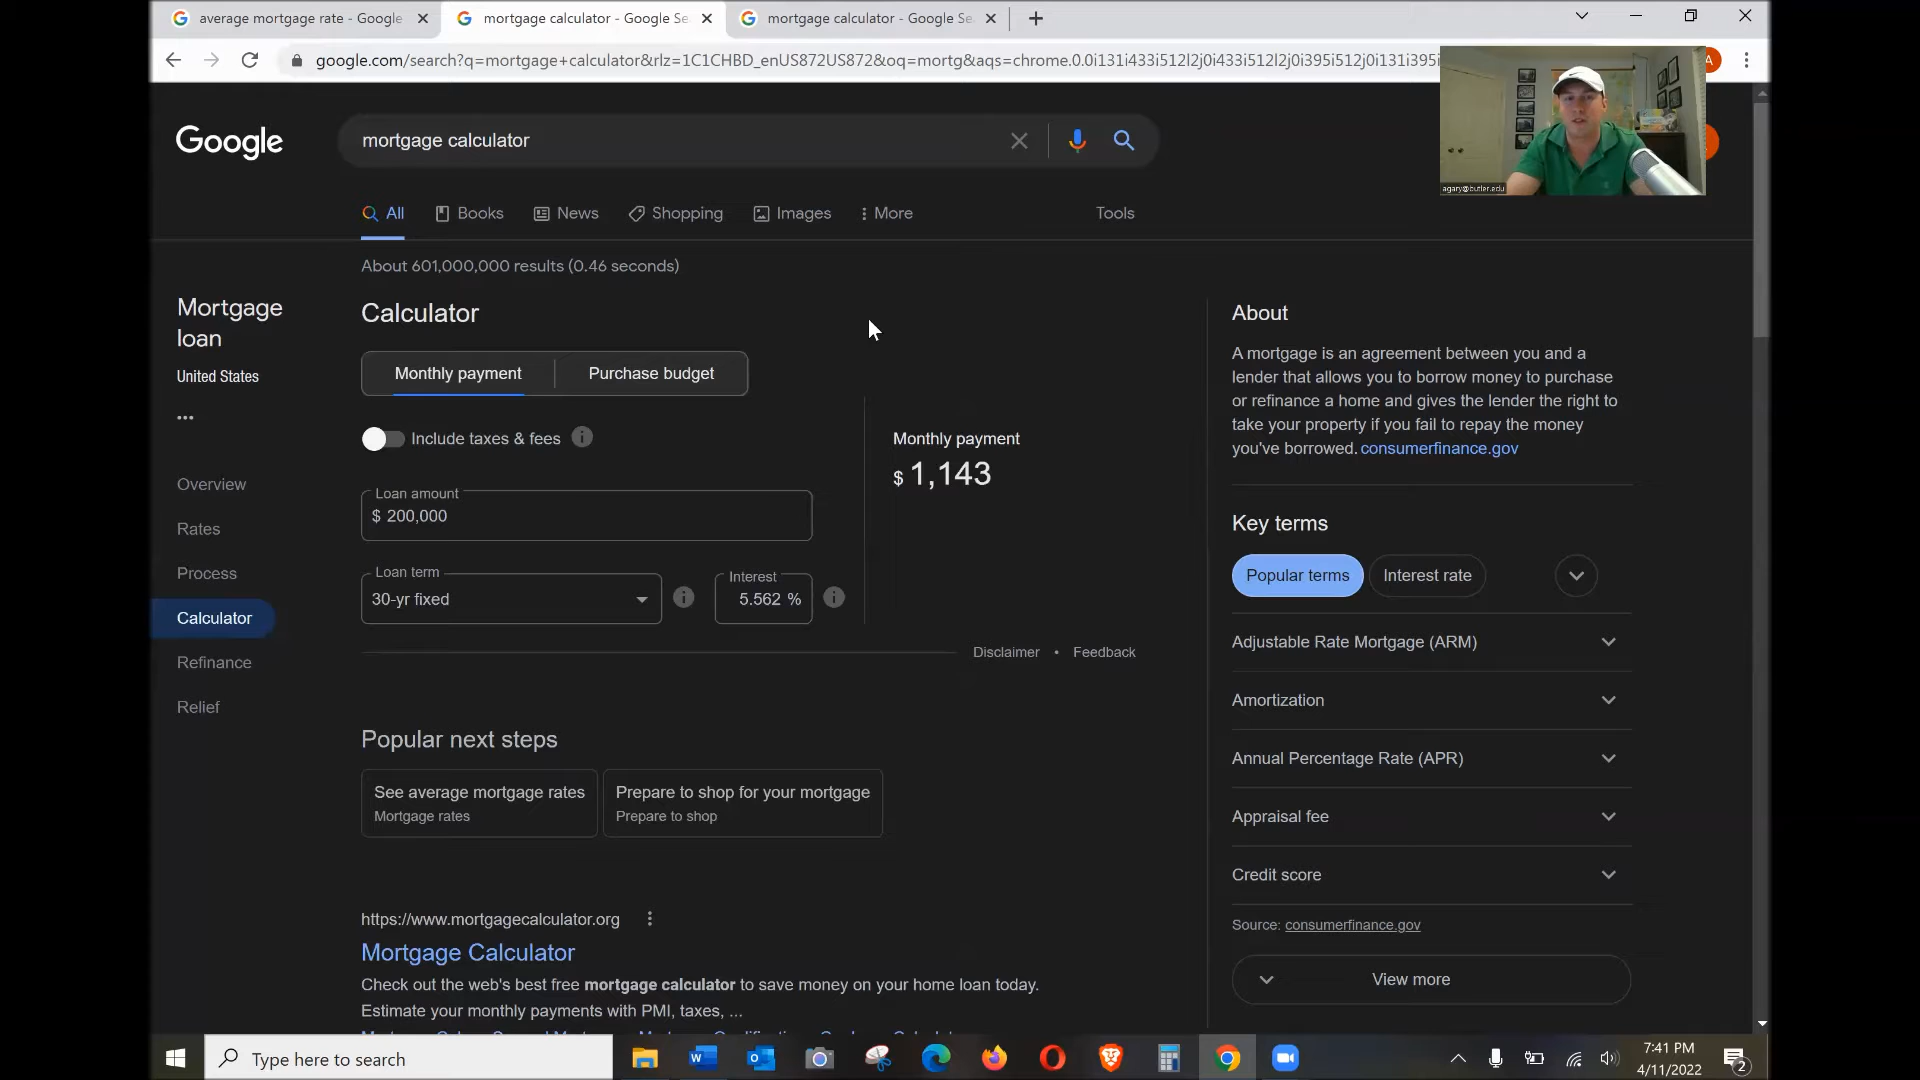 average mortgage rate - Google
mortgage calculator - Google Se
mortgage calculator - Google Se
google.com/search?q=mortgage+calculator&rlz=1C1CHBD_enUS872US872&oq=mortg&aqs=chrome.0.0i131i433i512l2j0i433i512l2j0i395i512j0i131i395i
A
agary@butler.edu
Google
mortgage calculator
All
Books
News
Shopping
Images
More
Tools
About 601,000,000 results (0.46 seconds)
Mortgage
loan
United States
Overview
Rates
Process
Calculator
Refinance
Relief
Calculator
Monthly payment
Purchase budget
Include taxes & fees
Loan amount
$ 200,000
Loan term
30-yr fixed
Interest
5.562 %
Monthly payment
$ 1,143
Disclaimer • Feedback
Popular next steps
See average mortgage rates
Mortgage rates
Prepare to shop for your mortgage
Prepare to shop
https://www.mortgagecalculator.org
Mortgage Calculator
Check out the web's best free mortgage calculator to save money on your home loan today.
Estimate your monthly payments with PMI, taxes, ...
About
A mortgage is an agreement between you and a
lender that allows you to borrow money to purchase
or refinance a home and gives the lender the right to
take your property if you fail to repay the money
you've borrowed. consumerfinance.gov
Key terms
Popular terms
Interest rate
Adjustable Rate Mortgage (ARM)
Amortization
Annual Percentage Rate (APR)
Appraisal fee
Credit score
Source: consumerfinance.gov
View more
Type here to search
7:41 PM
4/11/2022
2